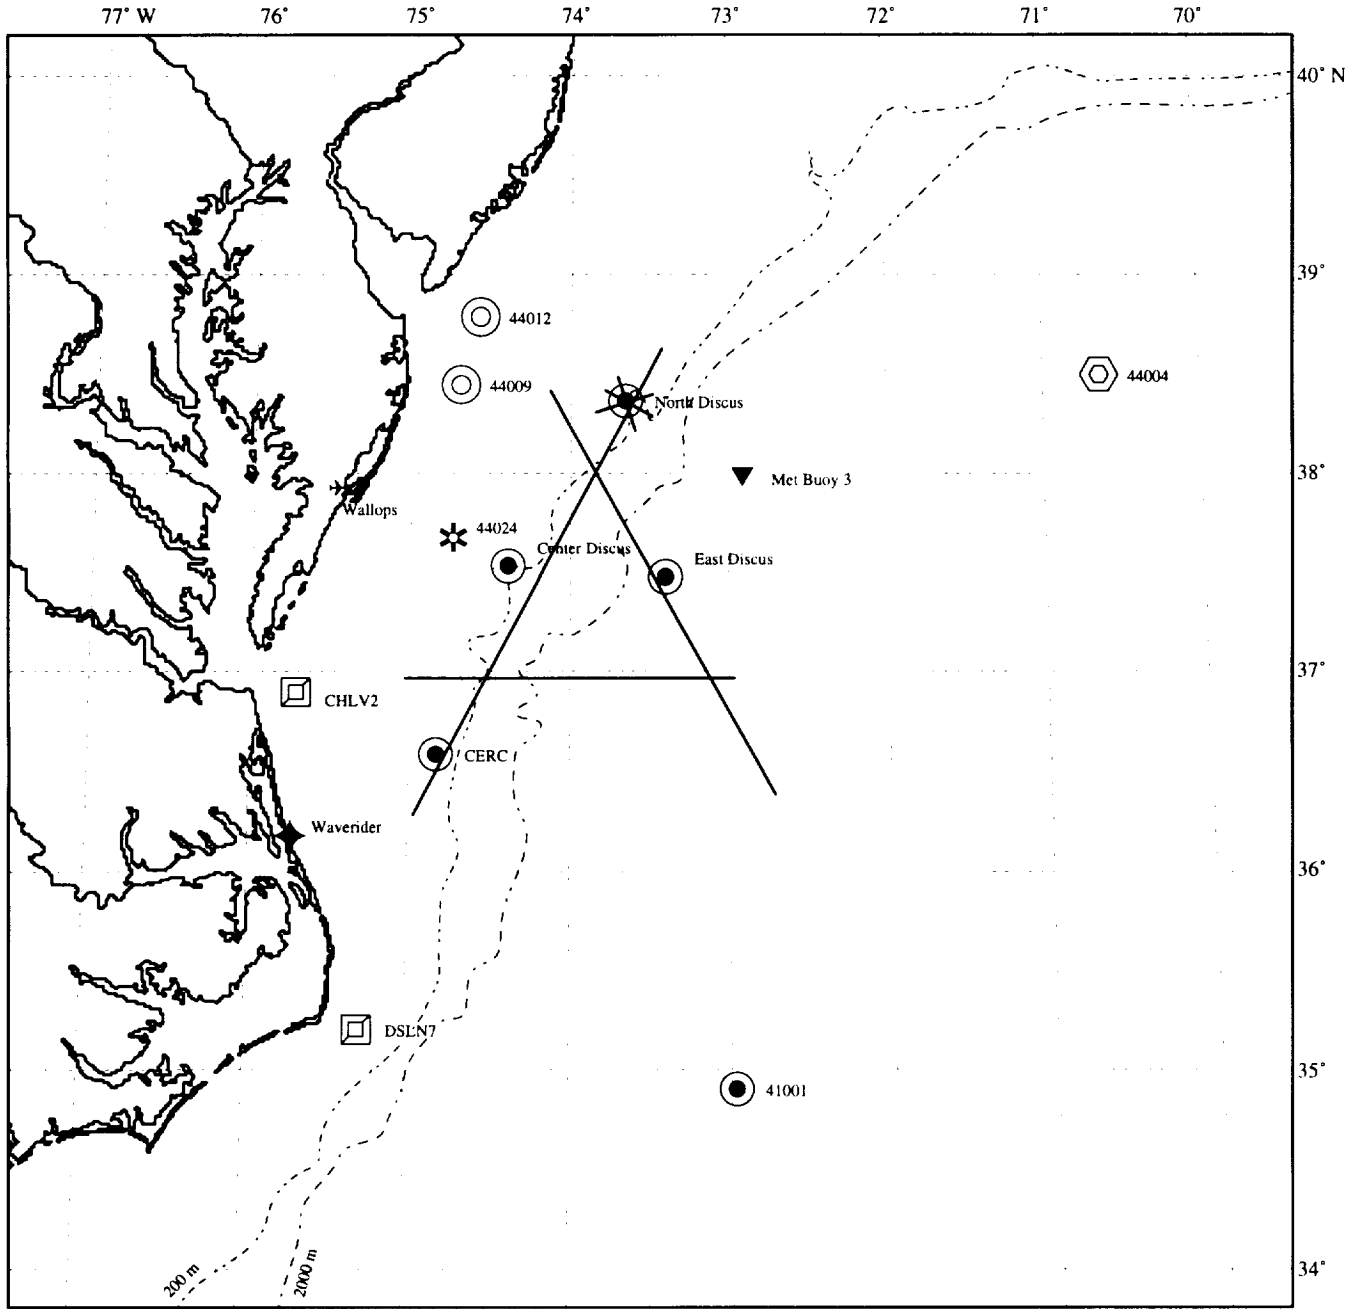 77° W 76° 75° 74° 73° 72° 71° 70°
40° N
39°
44012
44004
44009
North Discus
38°
Met Buoy 3
Wallops
44024
Center Discus
East Discus
37°
CHLV2
CERC
Waverider
36°
DSLN7
35°
41001
34°
200 m
2000 m